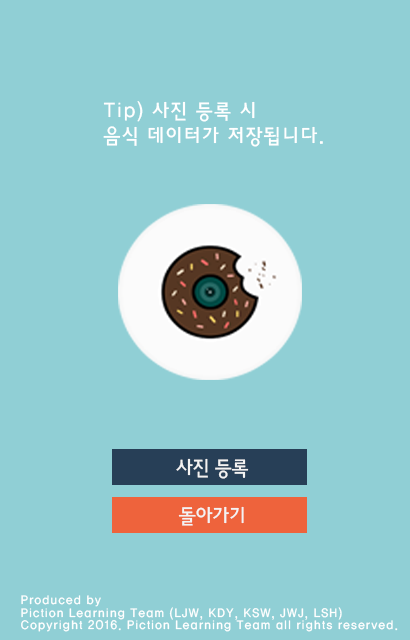 Tip) 사진 등록 시
음식 데이터가 저장됩니다.
사진 등록
돌아가기
Produced by
Piction Learning Team (LJW, KDY, KSW, JWJ, LSH)
Copyright 2016. Piction Learning Team all rights reserved.